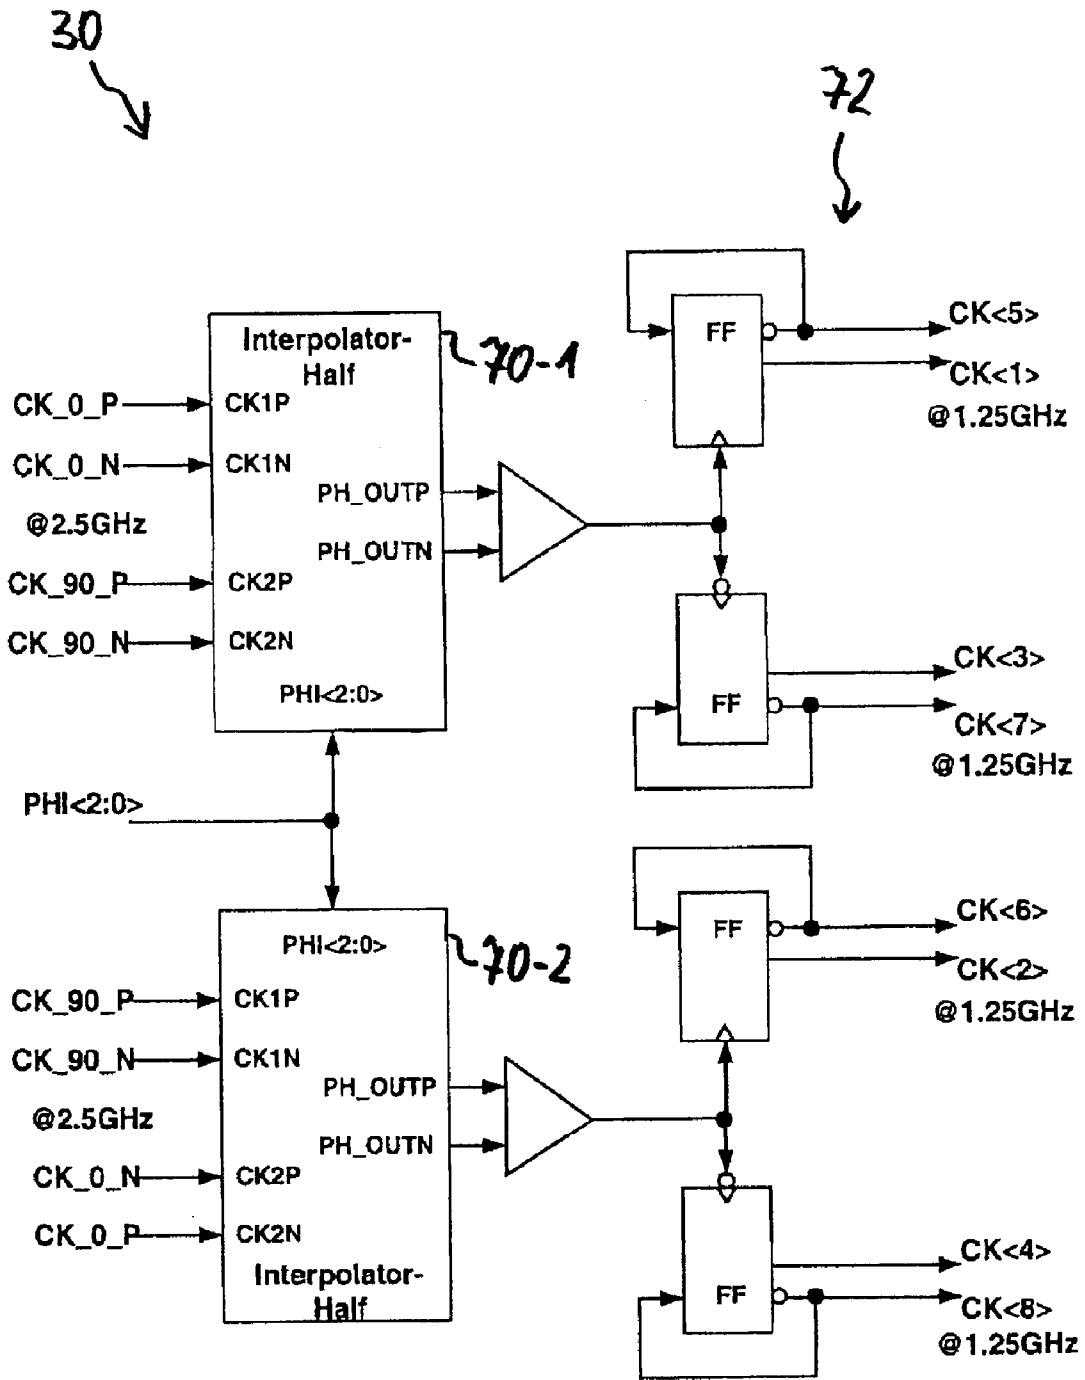 30
72
Interpolator-
Half
70-1
CK_0_P
CK1P
CK_0_N
CK1N
@2.5GHz
PH_OUTP
PH_OUTN
CK_90_P
CK2P
CK_90_N
CK2N
PHI<2:0>
FF
CK<5>
CK<1>
@1.25GHz
FF
CK<3>
CK<7>
@1.25GHz
PHI<2:0>
PHI<2:0>
70-2
CK_90_P
CK1P
CK_90_N
CK1N
@2.5GHz
PH_OUTP
PH_OUTN
CK_0_N
CK2P
CK_0_P
CK2N
Interpolator-
Half
FF
CK<6>
CK<2>
@1.25GHz
FF
CK<4>
CK<8>
@1.25GHz